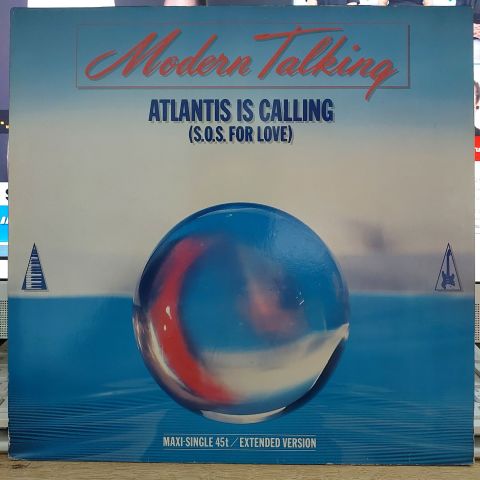 Modern Talking
ATLANTIS IS CALLING
(S.O.S. FOR LOVE)
MAXI-SINGLE 45t / EXTENDED VERSION